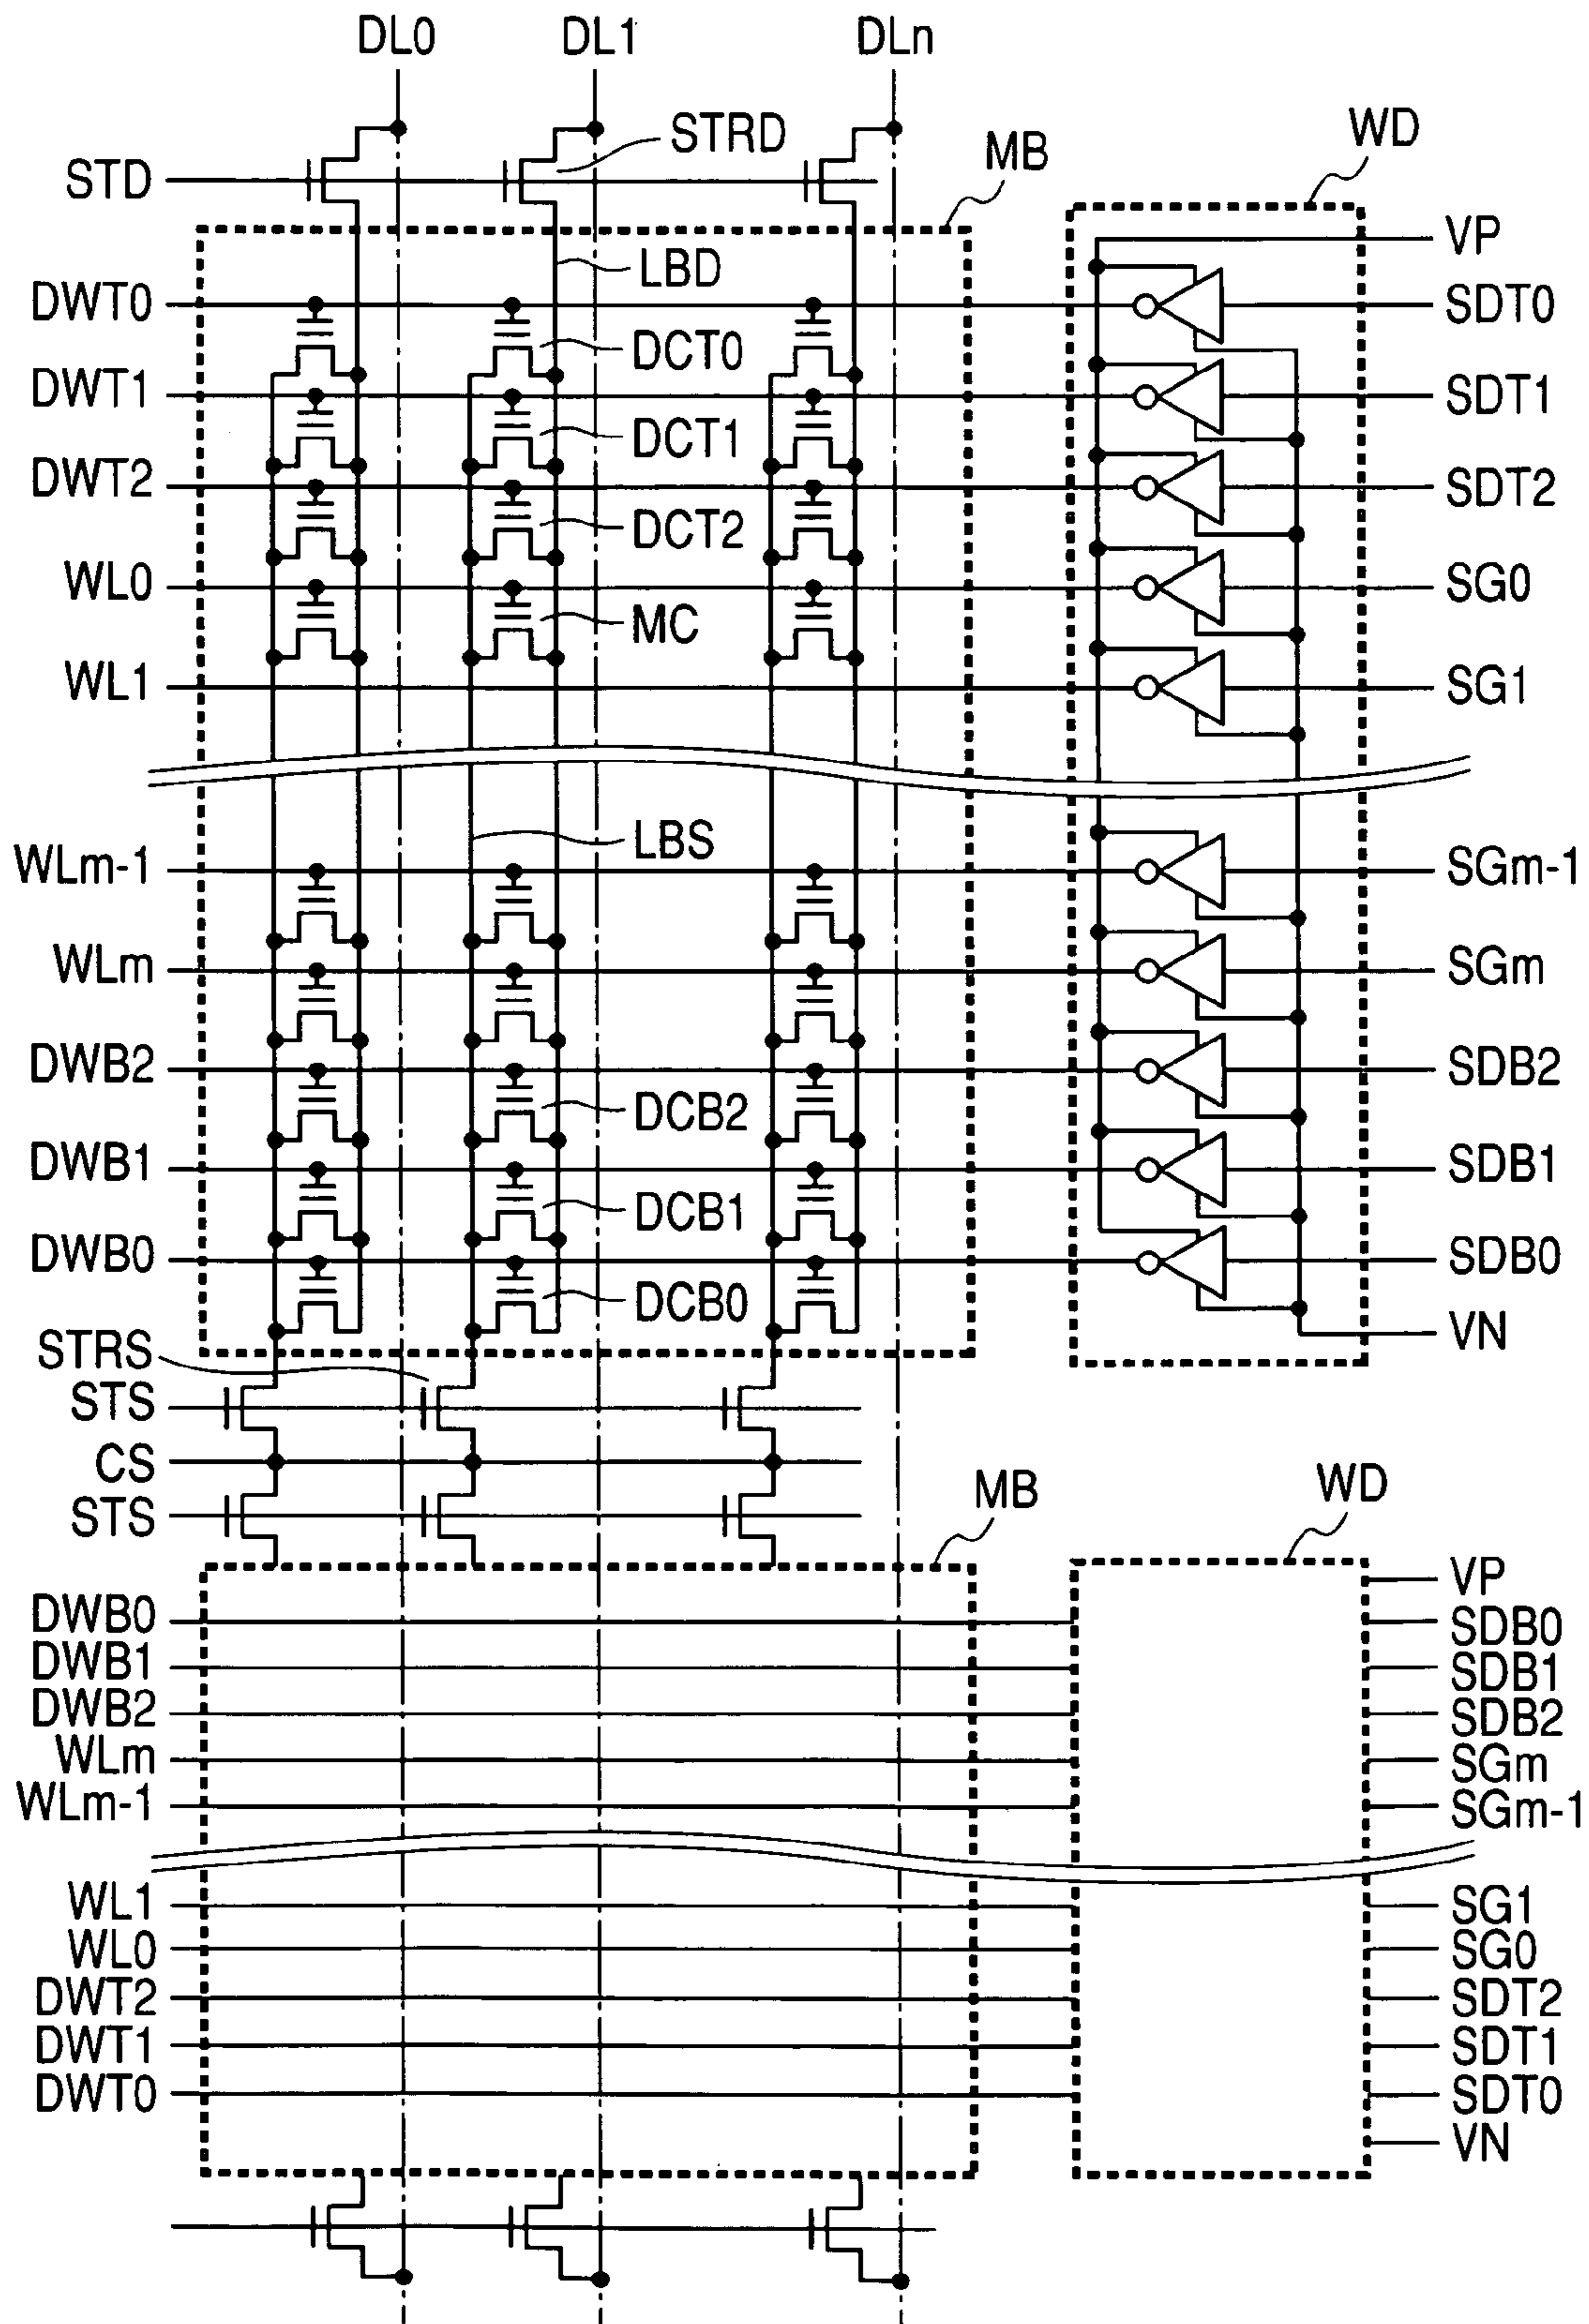 DL0 DL1 DLn
STRD MB WD
STD
VP
LBD
DWT0 SDT0
DCT0
DWT1 SDT1
DCT1
DWT2 SDT2
DCT2
WL0 SG0
MC
WL1 SG1
LBS
WLm-1 SGm-1
WLm SGm
DWB2 SDB2
DCB2
DWB1 SDB1
DCB1
DWB0 SDB0
DCB0
VN
STRS
STS
CS
MB WD
STS
VP
DWB0 SDB0
DWB1 SDB1
DWB2 SDB2
WLm SGm
WLm-1 SGm-1
WL1 SG1
WL0 SG0
DWT2 SDT2
DWT1 SDT1
DWT0 SDT0
VN